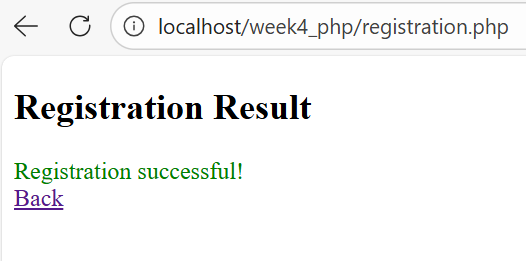 localhost/week4_php/registration.php
Registration Result
Registration successful!
Back